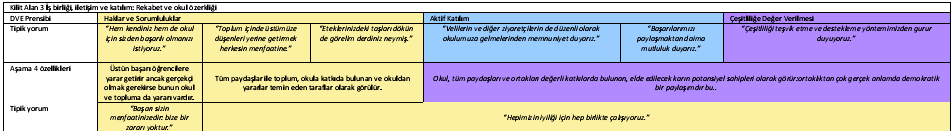 Kilit Alan 3 İş birliği, iletişim ve katılım: Rekabet ve okul özerkliği
DVE Prensibi
Haklar ve Sorumluluklar
Aktif Katılım
Çeşitliliğe Değer Verilmesi
Tipik yorum
“Hem kendiniz hem de okul
için sizden başarılı olmanızı
istiyoruz.”
“Toplum içinde üstümüze
düşenleri yerine getirmek
herkesin menfaatine.”
“Eteklerinizdeki taşları dökün
de görelim derdiniz neymiş.”
“Velilerin ve diğer ziyaretçilerin de düzenli olarak
okulumuza gelmelerinden memnuniyet duyarız.”
“Başarılarımızı
paylaşmaktan daima
mutluluk duyarız.”
“Çeşitliliği teşvik etme ve destekleme yöntemimizden gurur
duyuyoruz.”
Aşama 4 özellikleri
Üstün başarı öğrencilere
yarar getirir ancak gerçekçi
olmak gerekirse bunun okul
ve topluma da yararı vardır.
Tüm paydaşlar ile toplum, okula katkıda bulunan ve okuldan
yararlar temin eden taraflar olarak görülür.
Okul, tüm paydaşları ve ortakları değerli katkılarda bulunan, elde edilecek karın potansiyel sahipleri olarak görür: ortaklıktan çok gerçek anlamda demokratik
bir paylaşımdır bu..
Tipik yorum
“Başarı sizin
menfaatinizedir: bize bir
zararı yoktur.”
“Hepimizin iyiliği için hep birlikte çalışıyoruz.”